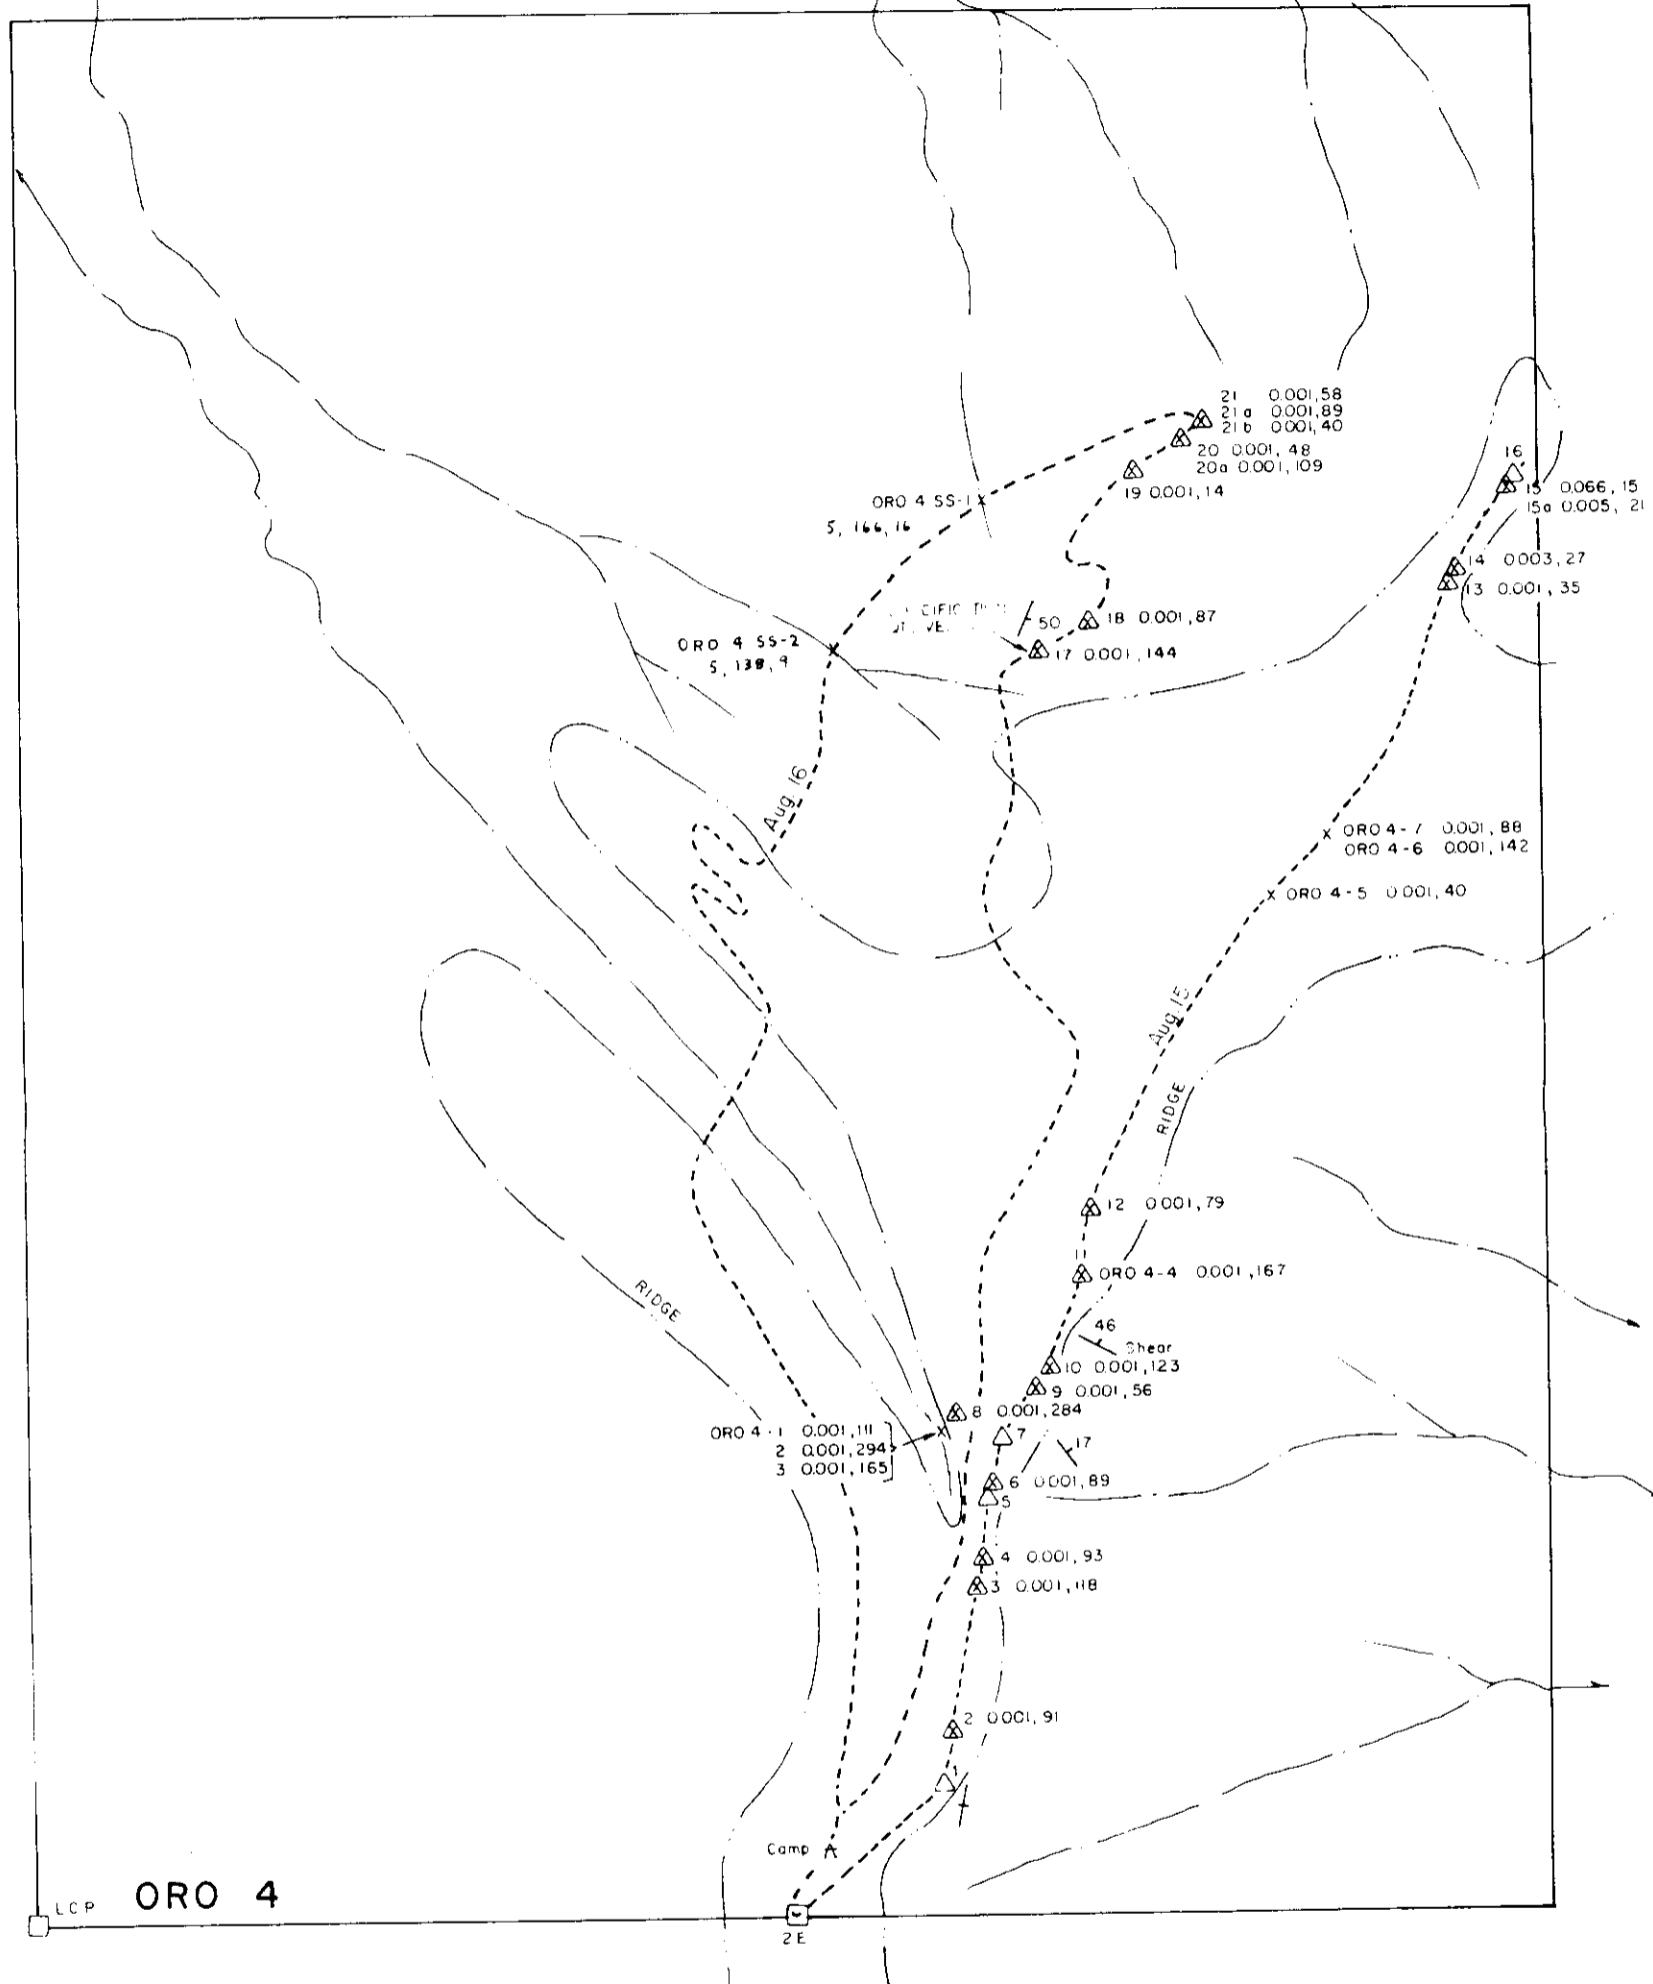 21 0.001,58
21a 0.001,89
21b 0.001,40
20 0.001,48
20a 0.001,109
19 0.001,14
16
15 0.066,15
15a 0.005,21
ORO 4 SS-1
5, 166, 16
14 0.003,27
13 0.001,35
50
18 0.001,87
17 0.001,144
ORO 4 SS-2
5, 138, 9
Aug. 16
ORO 4-7 0.001,88
ORO 4-6 0.001,142
ORO 4-5 0.001,40
Aug. 15
RIDGE
12 0.001,79
11
ORO 4-4 0.001,167
RIDGE
46
Shear
10 0.001,123
9 0.001,56
8 0.001,284
ORO 4-1 0.001,111
2 0.001,294
3 0.001,165
7
17
6 0.001,89
5
4 0.001,93
3 0.001,118
2 0.001,91
1
Camp
LCP ORO 4
2E